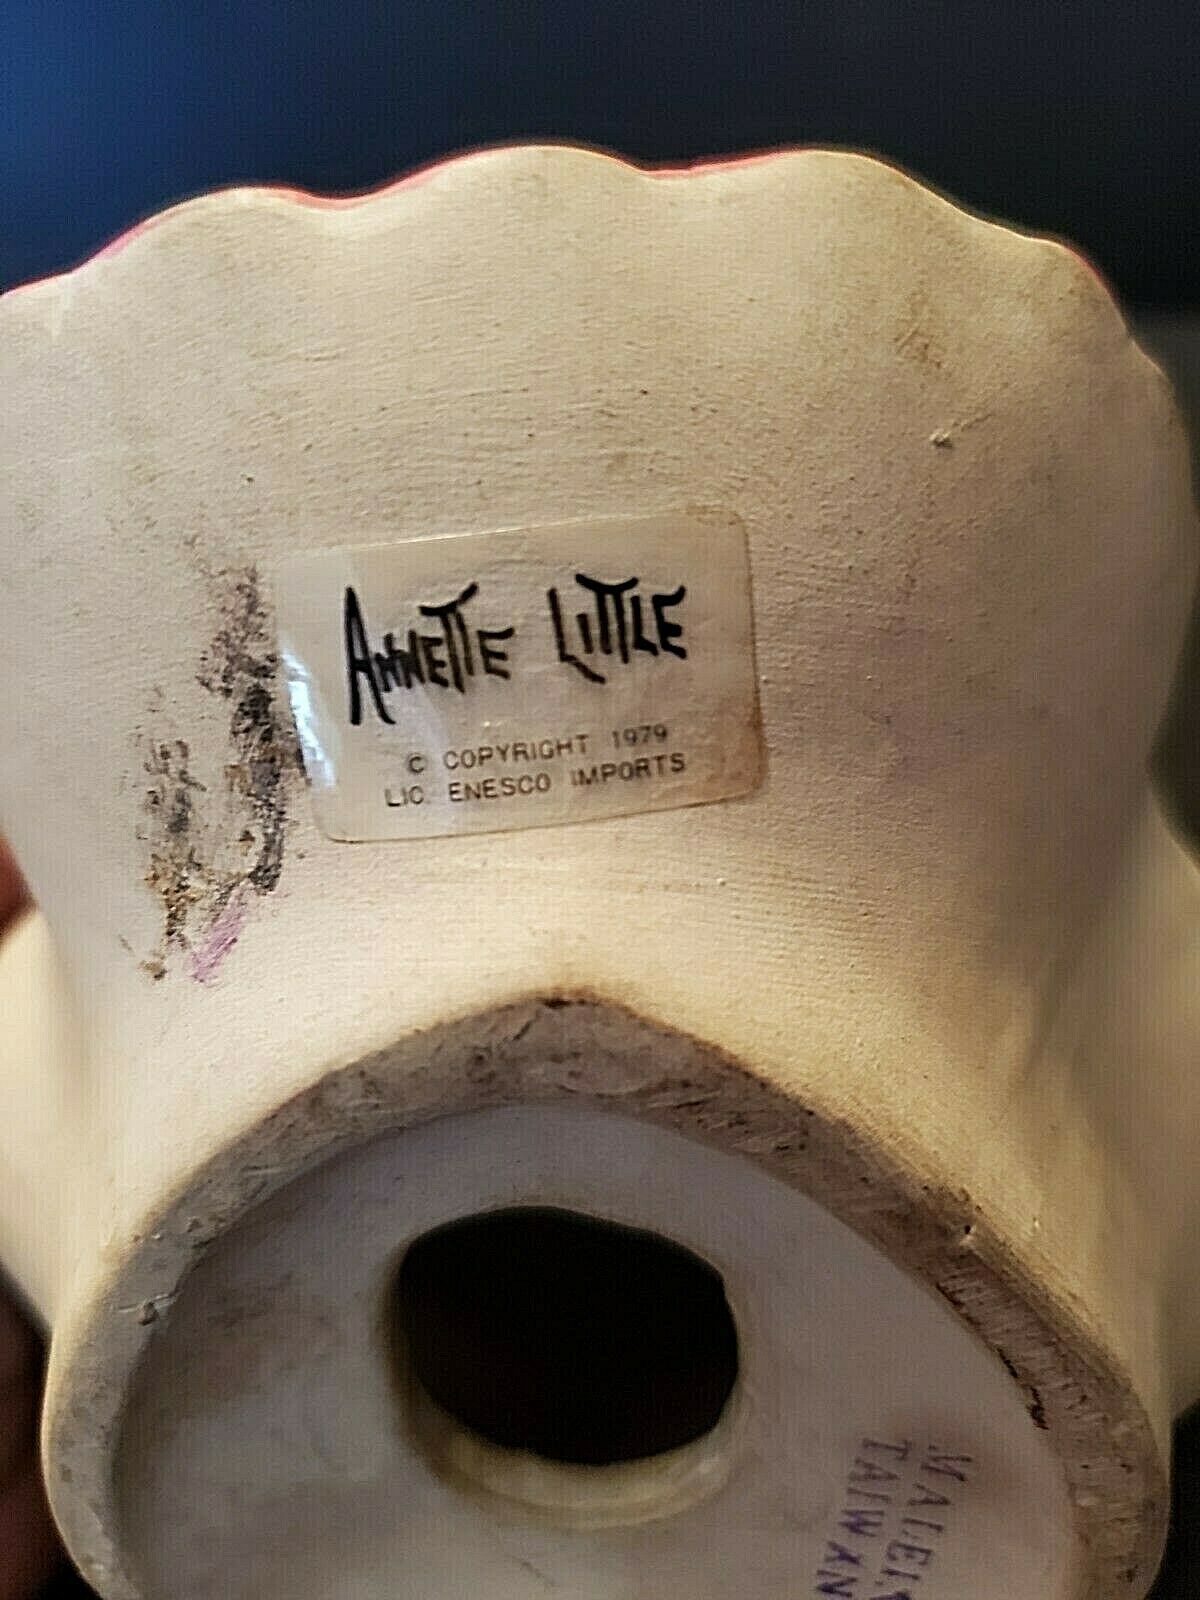 ANNETTE LITTLE
© COPYRIGHT 1979
LIC. ENESCO IMPORTS
TAIWAN